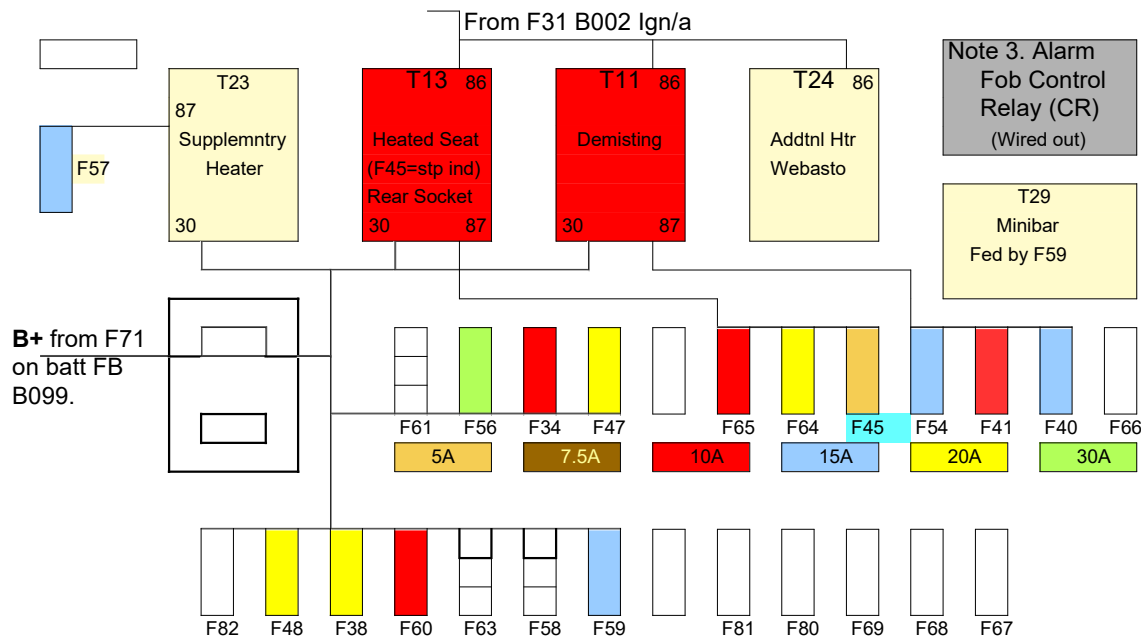 From F31 B002 Ign/a
T23
87
Supplemntry
Heater
30
F57
T13 86
Heated Seat
(F45=stp ind)
Rear Socket
30 87
T11 86
Demisting
30 87
T24 86
Addtnl Htr
Webasto
Note 3. Alarm
Fob Control
Relay (CR)
(Wired out)
T29
Minibar
Fed by F59
B+ from F71
on batt FB
B099.
F61 F56 F34 F47 F65 F64 F45 F54 F41 F40 F66
5A 7.5A 10A 15A 20A 30A
F82 F48 F38 F60 F63 F58 F59 F81 F80 F69 F68 F67